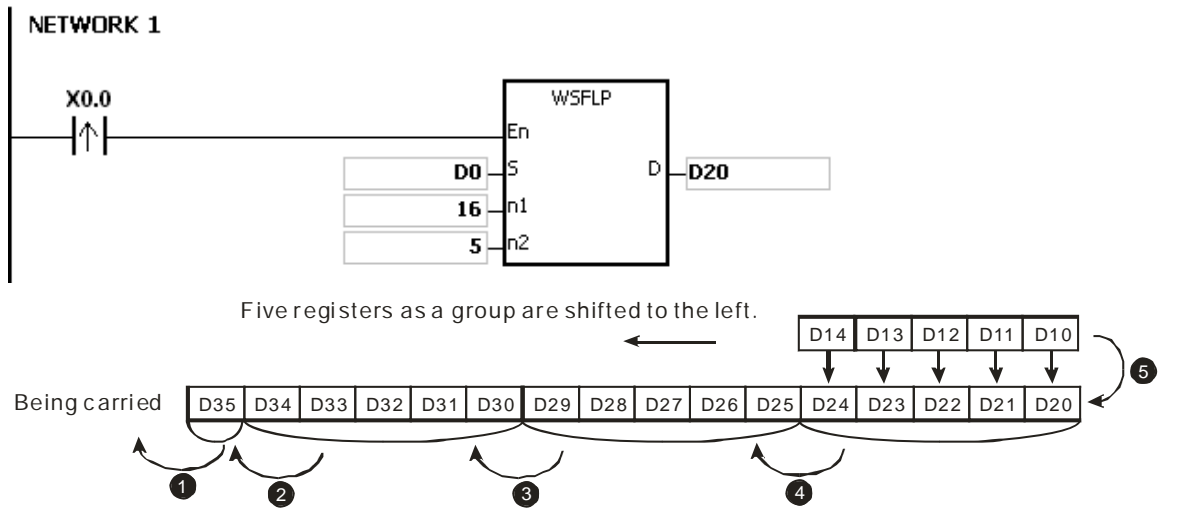 NETWORK 1
X0.0
WSFLP
En
D0 S D D20
16 n1
5 n2
Five registers as a group are shifted to the left.
D14 D13 D12 D11 D10
5
Being carried D35 D34 D33 D32 D31 D30 D29 D28 D27 D26 D25 D24 D23 D22 D21 D20
1 2 3 4